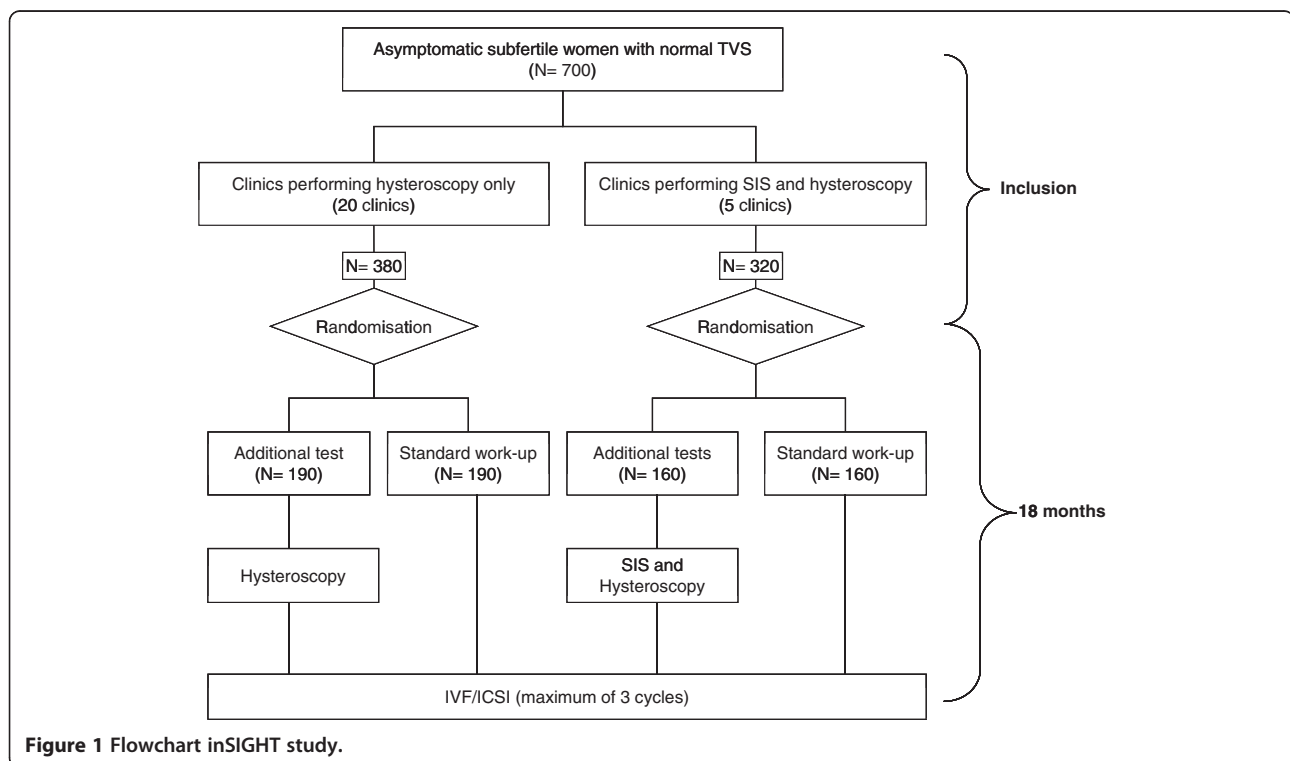 Asymptomatic subfertile women with normal TVS
(N= 700)
Clinics performing hysteroscopy only
(20 clinics)
Clinics performing SIS and hysteroscopy
(5 clinics)
Inclusion
N= 380
N= 320
Randomisation
Randomisation
Additional test
(N= 190)
Standard work-up
(N= 190)
Additional tests
(N= 160)
Standard work-up
(N= 160)
18 months
Hysteroscopy
SIS and
Hysteroscopy
IVF/ICSI (maximum of 3 cycles)
Figure 1 Flowchart inSIGHT study.